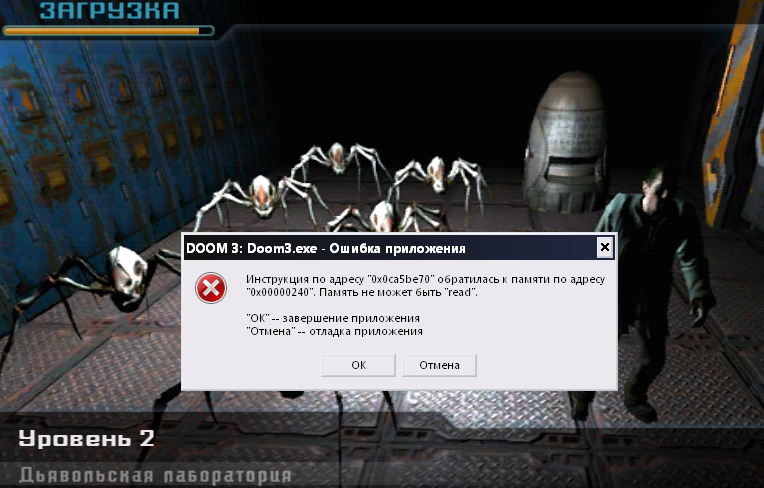 ЗАГРУЗКА
DOOM 3: Doom3.exe - Ошибка приложения
Инструкция по адресу "0x0ca5be70" обратилась к памяти по адресу
"0x00000240". Память не может быть "read".
"OK" -- завершение приложения
"Отмена" -- отладка приложения
OK
Отмена
Уровень 2
Дьявольская лаборатория